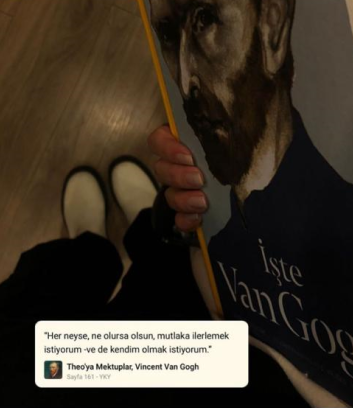 İşte
VanGog
"Her neyse, ne olursa olsun, mutlaka ilerlemek
istiyorum -ve de kendim olmak istiyorum."
Theo'ya Mektuplar, Vincent Van Gogh
Sayfa 161 - YKY